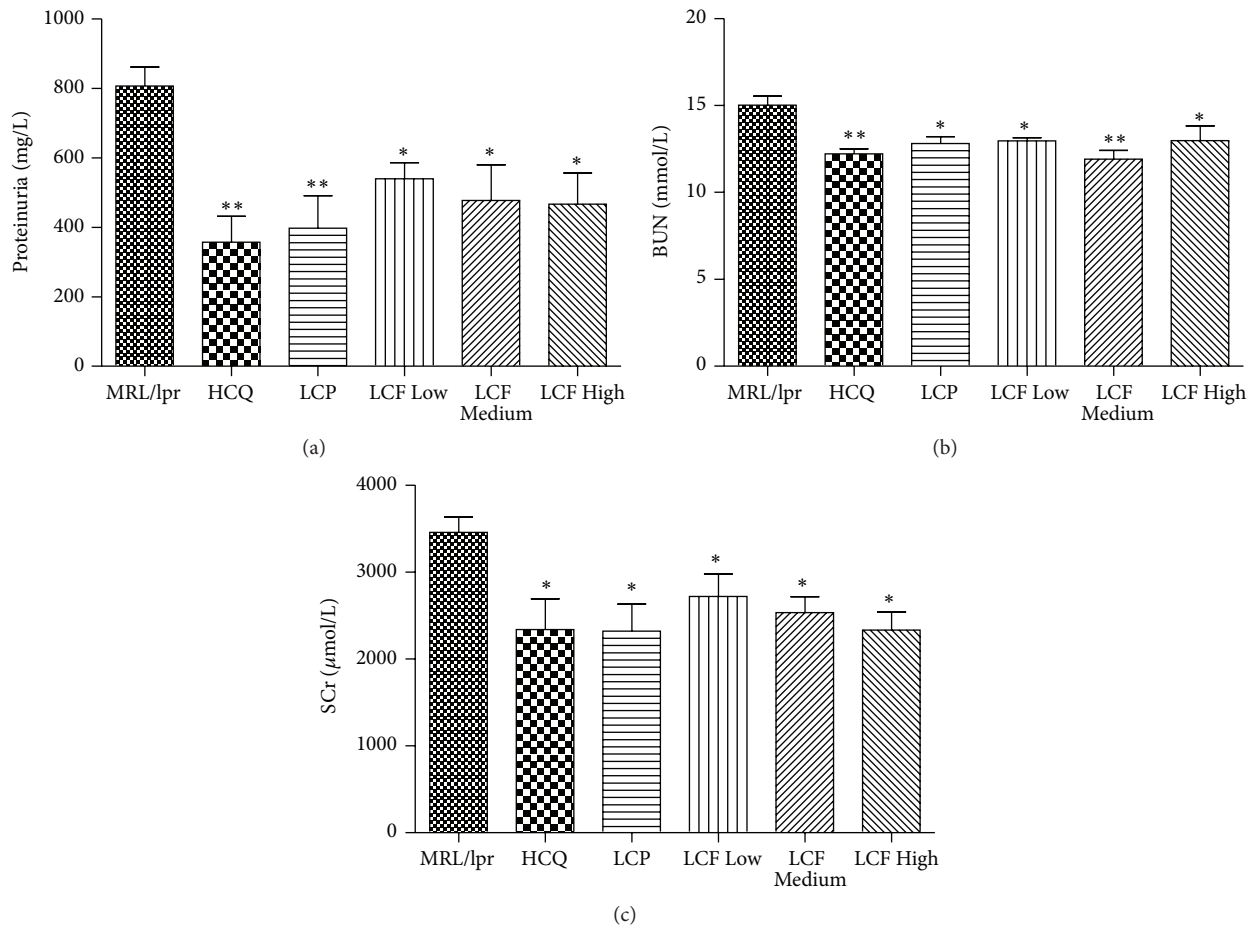 1000
800
600
400
200
0
Proteinuria (mg/L)
**
**
*
*
*
MRL/lpr
HCQ
LCP
LCF Low
LCF
Medium
LCF High
(a)
20
15
10
5
0
BUN (mmol/L)
**
*
*
**
*
MRL/lpr
HCQ
LCP
LCF Low
LCF
Medium
LCF High
(b)
4000
3000
2000
1000
0
SCr (μmol/L)
*
*
*
*
*
MRL/lpr
HCQ
LCP
LCF Low
LCF
Medium
LCF High
(c)